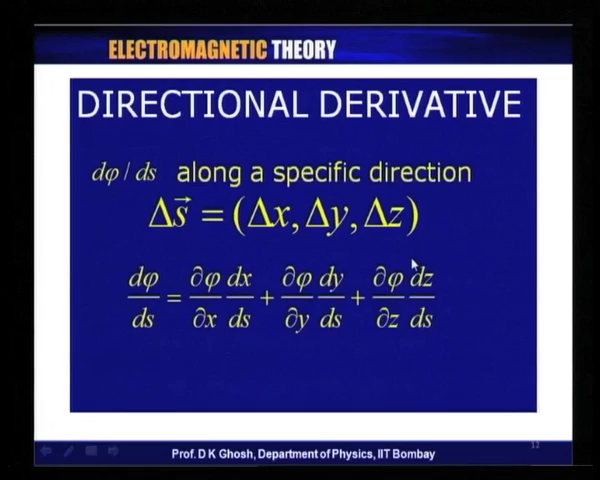 ELECTROMAGNETIC THEORY
DIRECTIONAL DERIVATIVE
dφ / ds along a specific direction
Δs⃗ = (Δx, Δy, Δz)
dφ/ds = ∂φ/∂x dx/ds + ∂φ/∂y dy/ds + ∂φ/∂z dz/ds
12
Prof. D K Ghosh, Department of Physics, IIT Bombay